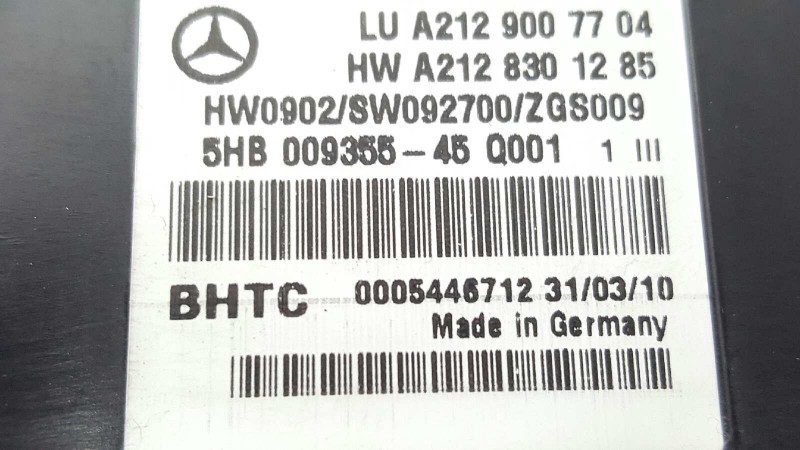 LU A212 900 77 04
HW A212 830 12 85
HW0902/SW092700/ZGS009
5HB 009355-45 Q001 1 III
BHTC 0005446712 31/03/10
Made in Germany